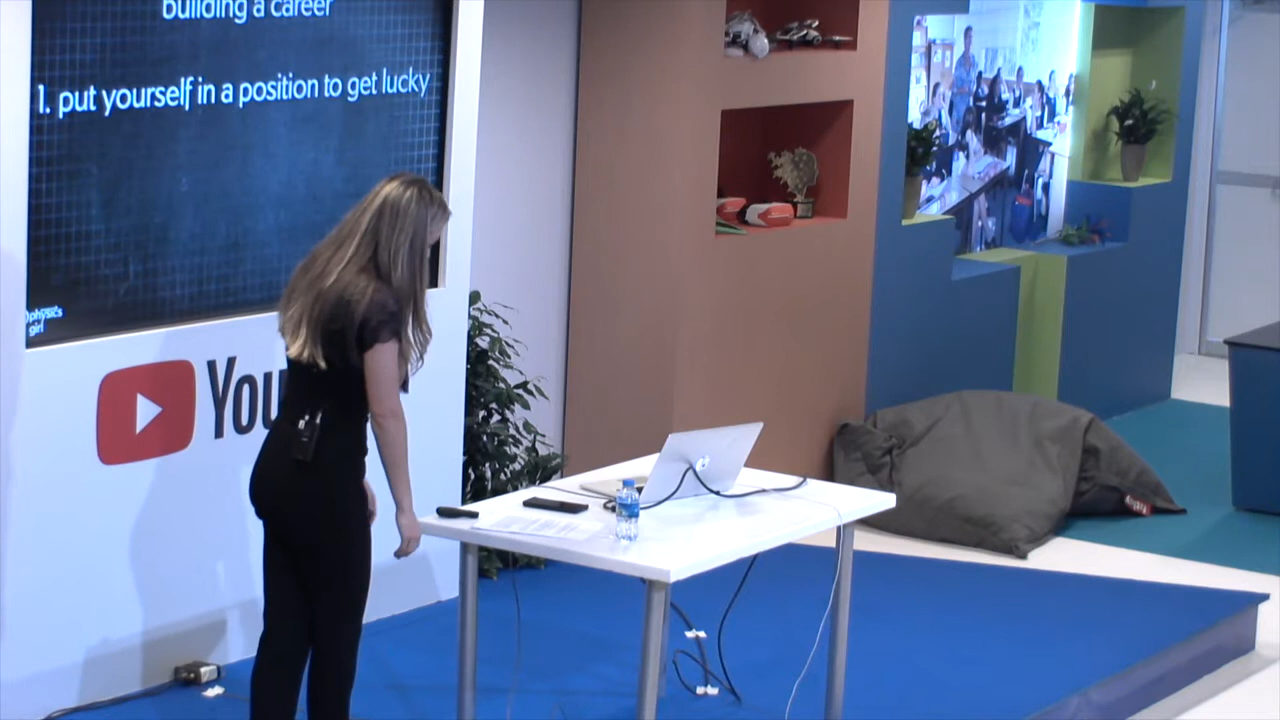 building a career
1. put yourself in a position to get lucky
physics
girl
You